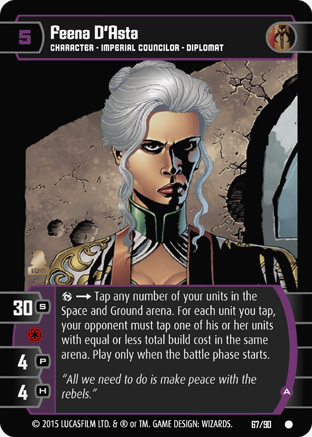 5
Feena D'Asta
CHARACTER - IMPERIAL COUNCILOR - DIPLOMAT
30 S
4 P
4 H
Tap any number of your units in the
Space and Ground arena. For each unit you tap,
your opponent must tap one of his or her units
with equal or less total build cost in the same
arena. Play only when the battle phase starts.
“All we need to do is make peace with the
rebels.”
A
© 2015 LUCASFILM LTD. & ® or TM. GAME DESIGN: WIZARDS.
67/90